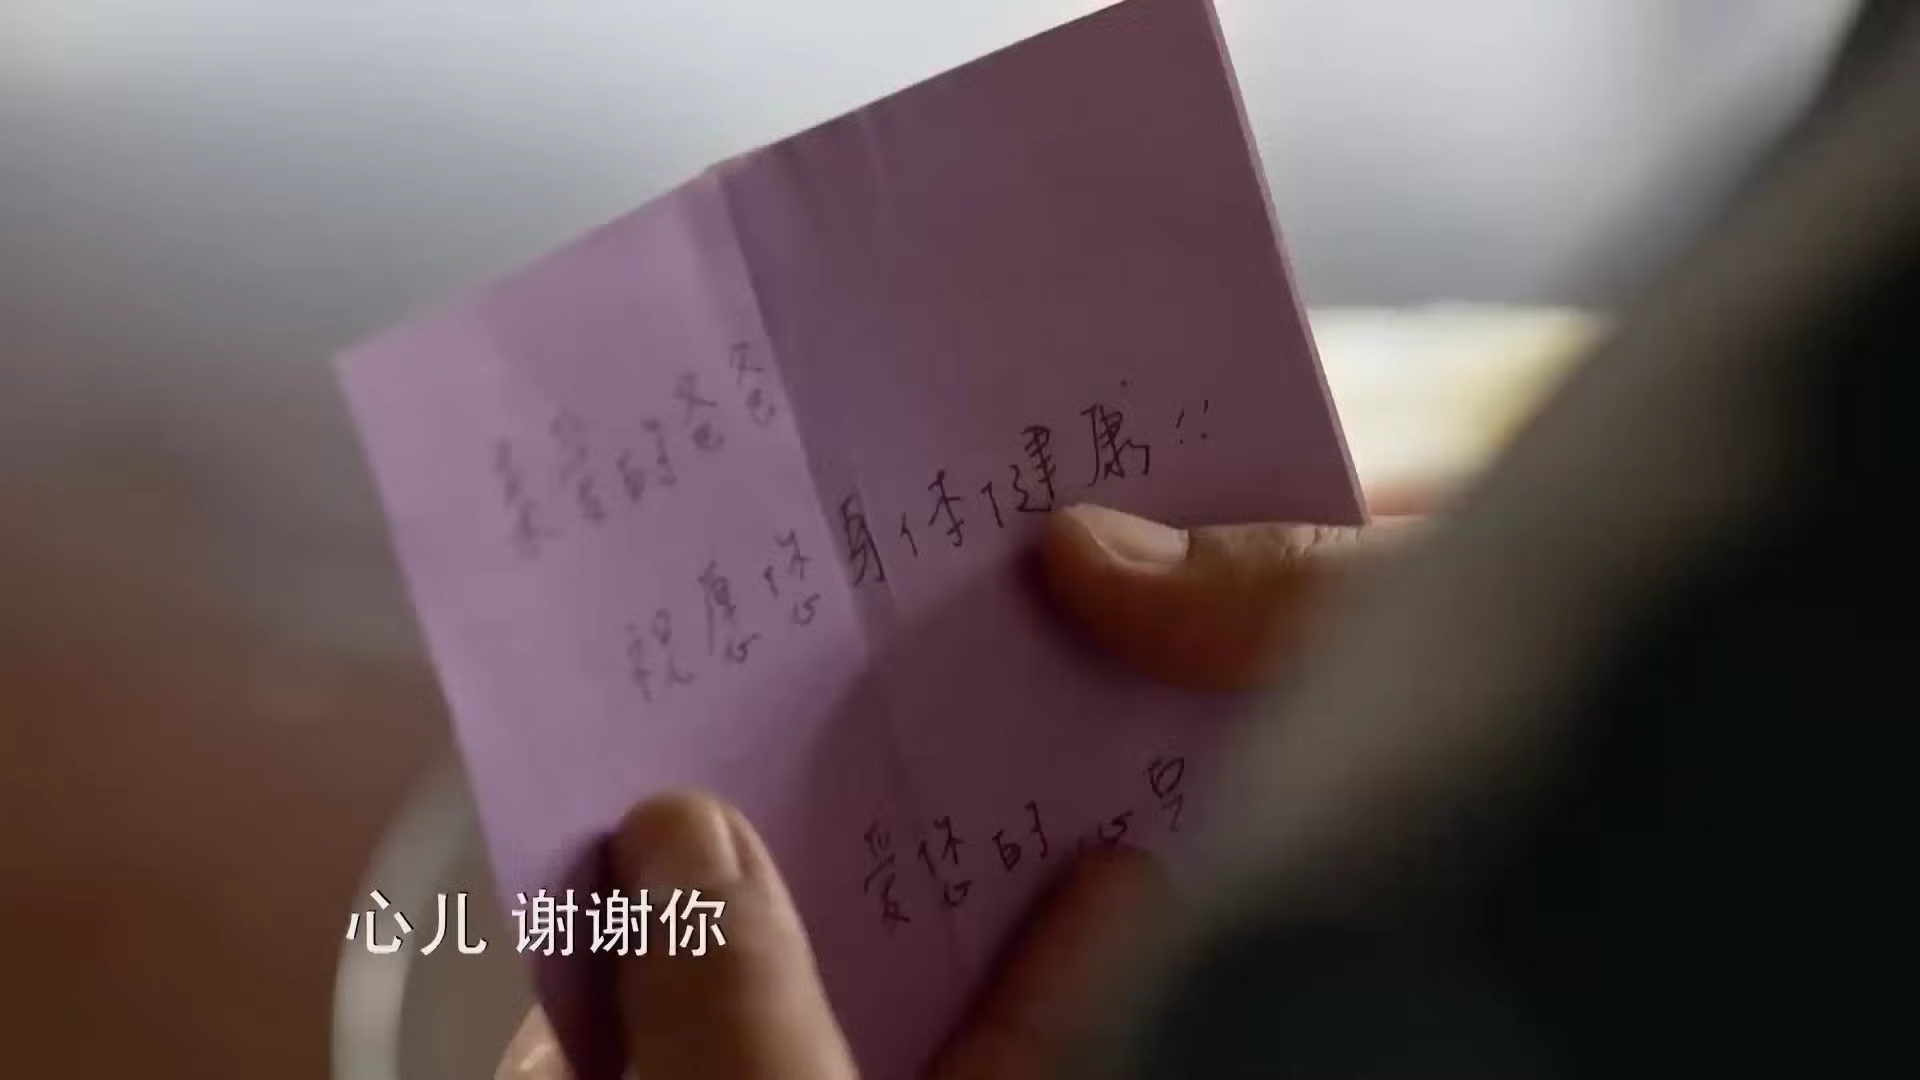 亲爱的爸爸
祝愿您身体健康!!
爱您的心
心儿 谢谢你